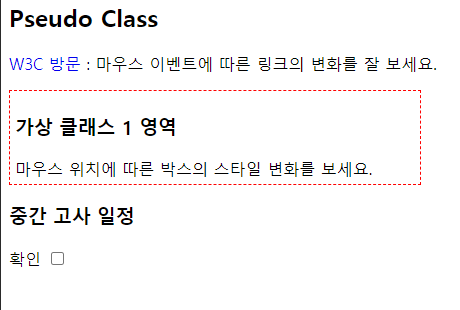 Pseudo Class
W3C 방문 : 마우스 이벤트에 따른 링크의 변화를 잘 보세요.
가상 클래스 1 영역
마우스 위치에 따른 박스의 스타일 변화를 보세요.
중간 고사 일정
확인